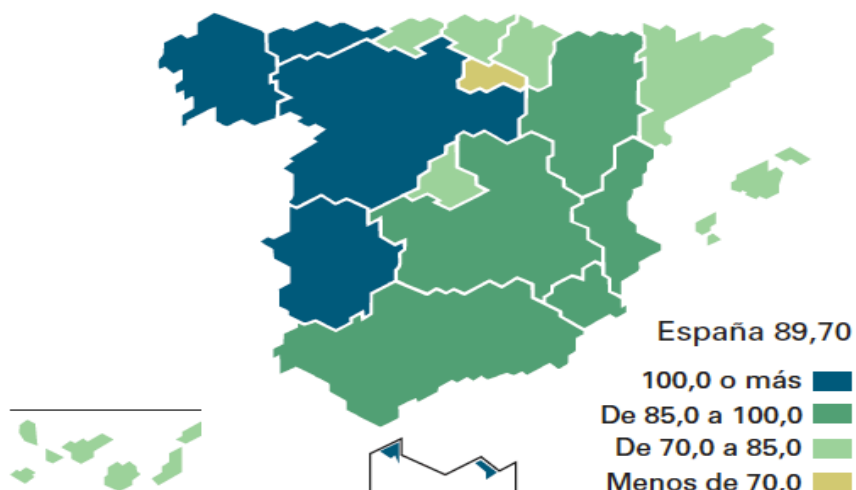 España 89,70
100,0 o más
De 85,0 a 100,0
De 70,0 a 85,0
Menos de 70,0